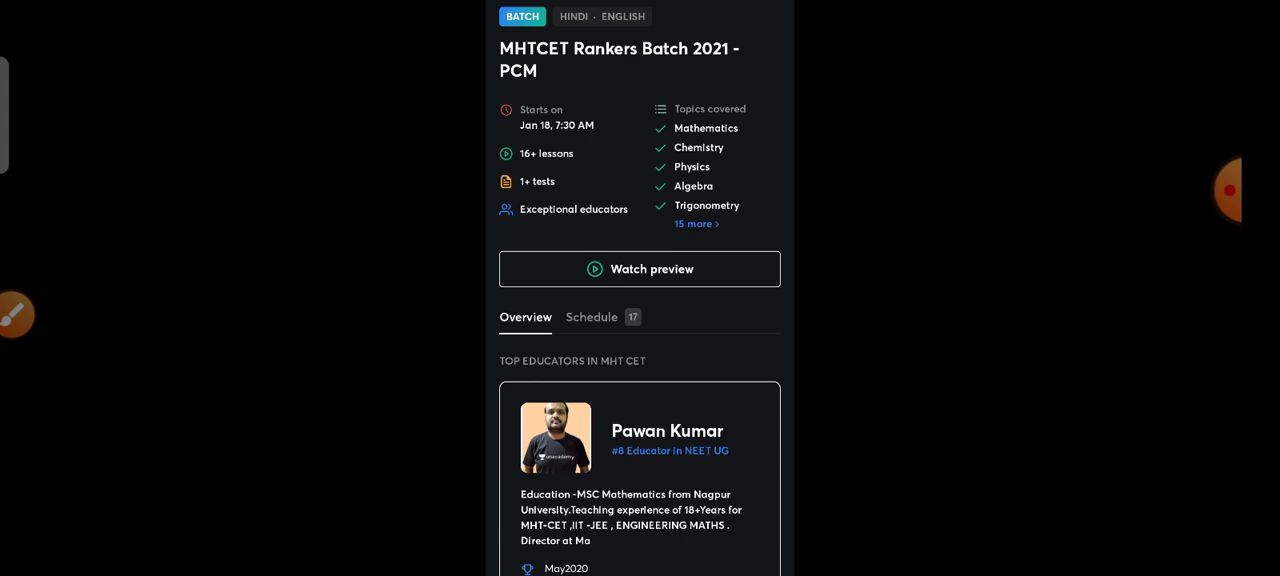 BATCH HINDI · ENGLISH
MHTCET Rankers Batch 2021 -
PCM
Starts on
Jan 18, 7:30 AM
16+ lessons
1+ tests
Exceptional educators
Topics covered
Mathematics
Chemistry
Physics
Algebra
Trigonometry
15 more >
Watch preview
Overview Schedule 17
TOP EDUCATORS IN MHT CET
unacademy
Pawan Kumar
#8 Educator in NEET UG
Education -MSC Mathematics from Nagpur
University.Teaching experience of 18+Years for
MHT-CET ,IIT -JEE , ENGINEERING MATHS .
Director at Ma
May2020